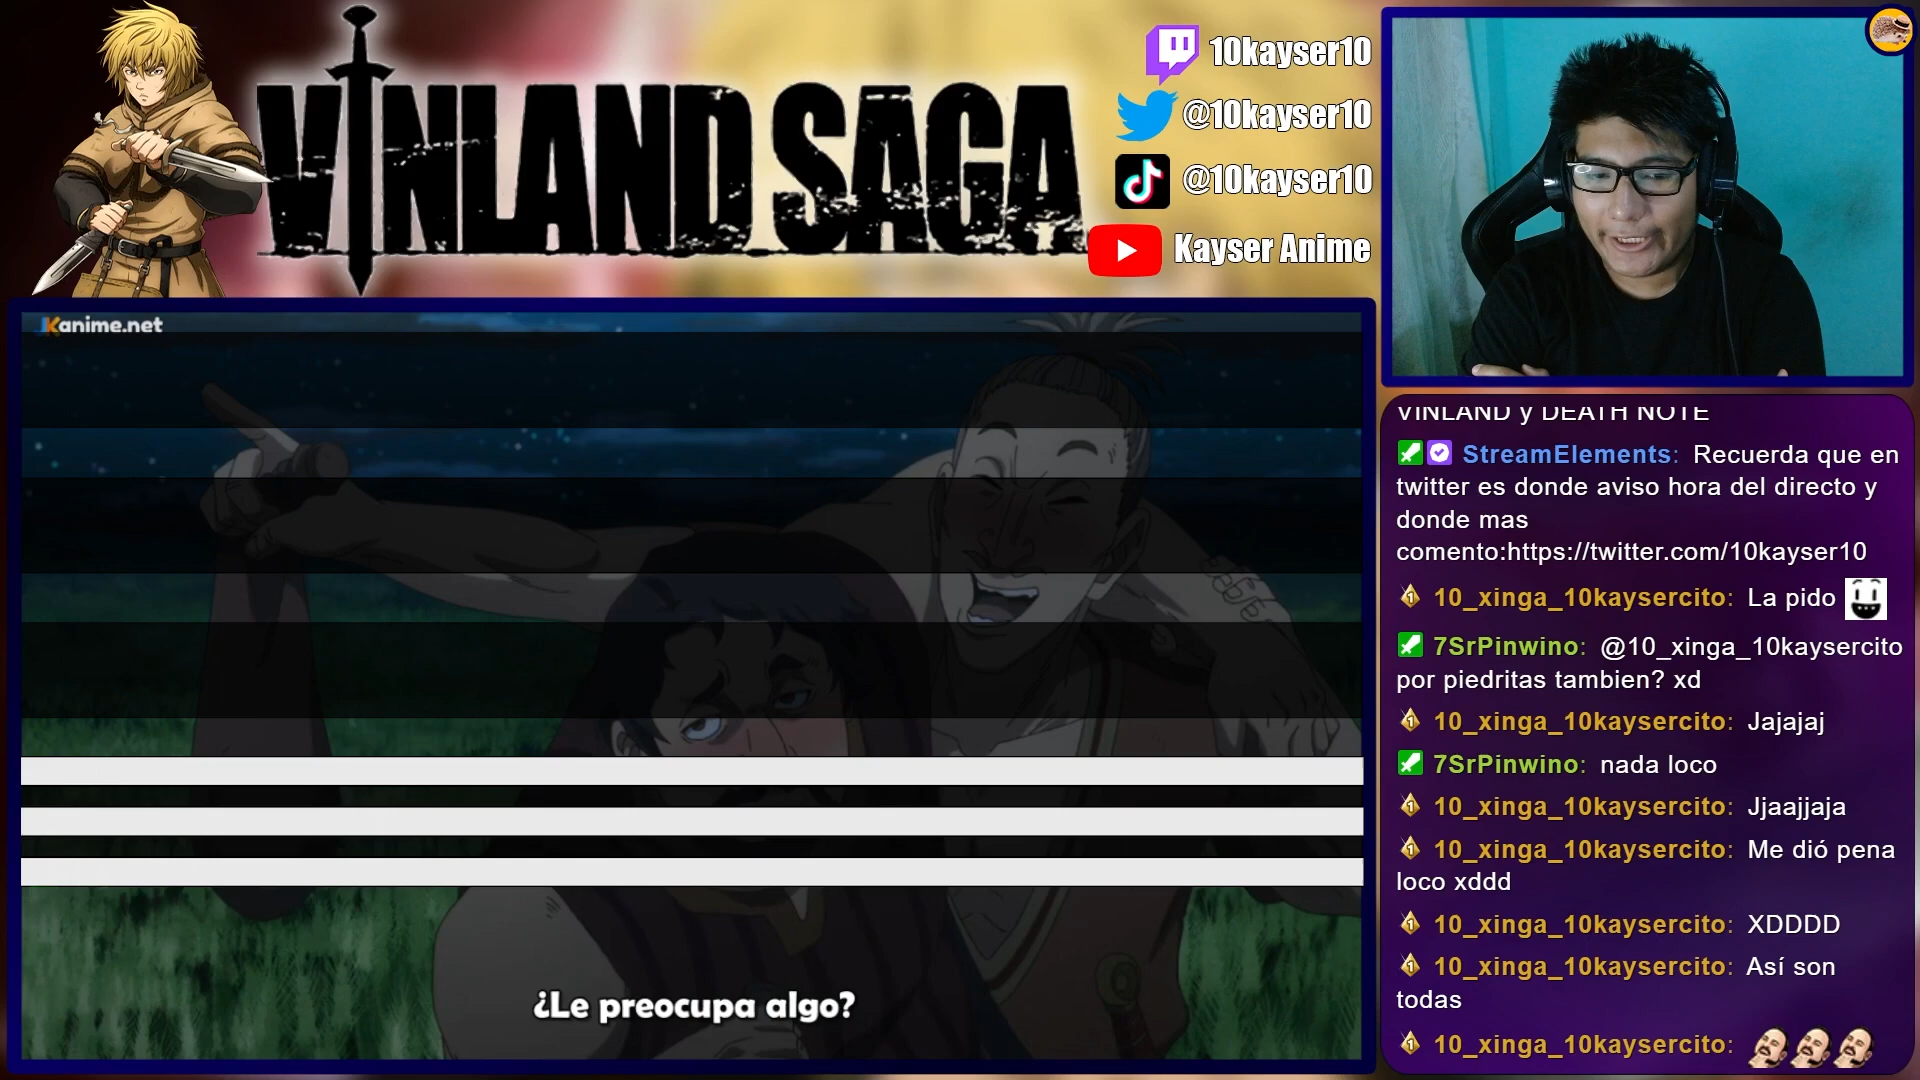 VINLAND SAGA
10kayser10
@10kayser10
@10kayser10
Kayser Anime
Kanime.net
¿Le preocupa algo?
VINLAND y DEATH NOTE
StreamElements: Recuerda que en
twitter es donde aviso hora del directo y
donde mas
comento:https://twitter.com/10kayser10
10_xinga_10kaysercito: La pido
7SrPinwino: @10_xinga_10kaysercito
por piedritas tambien? xd
10_xinga_10kaysercito: Jajajaj
7SrPinwino: nada loco
10_xinga_10kaysercito: Jjaajjaja
10_xinga_10kaysercito: Me dió pena
loco xddd
10_xinga_10kaysercito: XDDDD
10_xinga_10kaysercito: Así son
todas
10_xinga_10kaysercito: